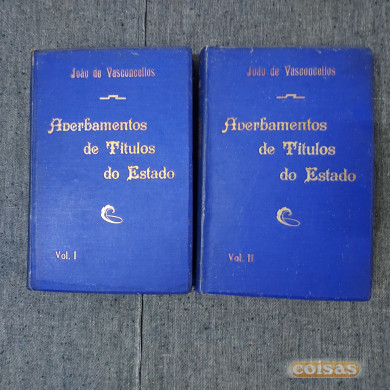 João de Vasconcellos
Averbamentos
de Titulos
do Estado
Vol. I
João de Vasconcellos
Averbamentos
de Titulos
do Estado
Vol. II
coisas